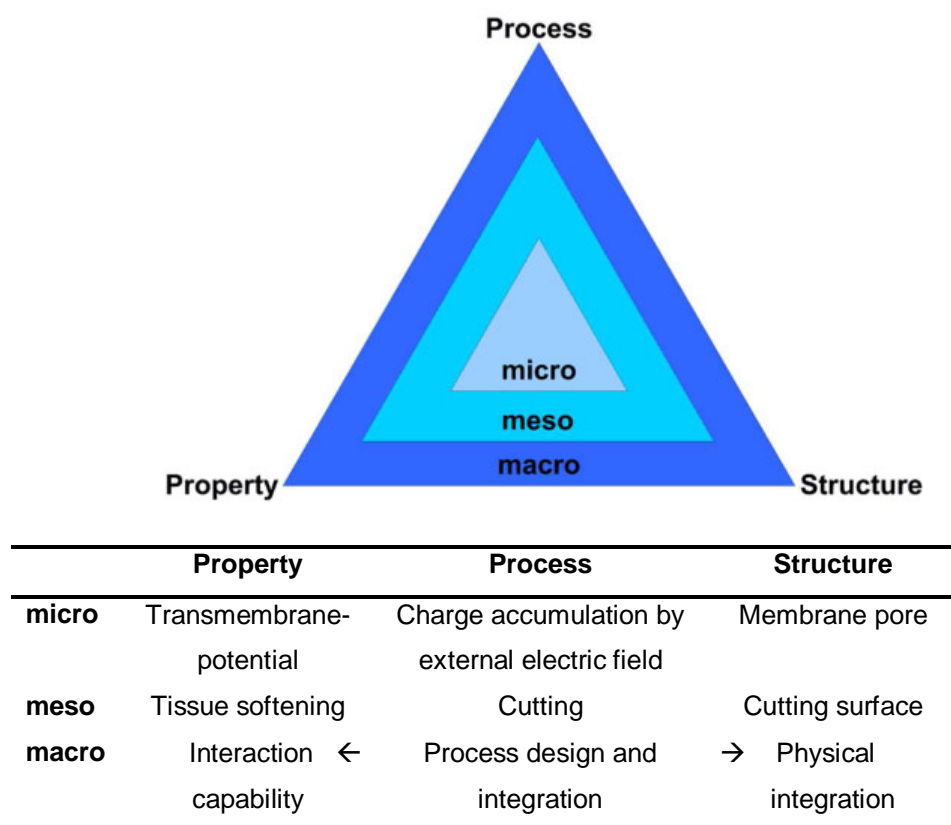 Process
micro
meso
macro
Property
Structure
Property Process Structure
micro Transmembrane- Charge accumulation by Membrane pore
potential external electric field
meso Tissue softening Cutting Cutting surface
macro Interaction ← Process design and → Physical
capability integration integration